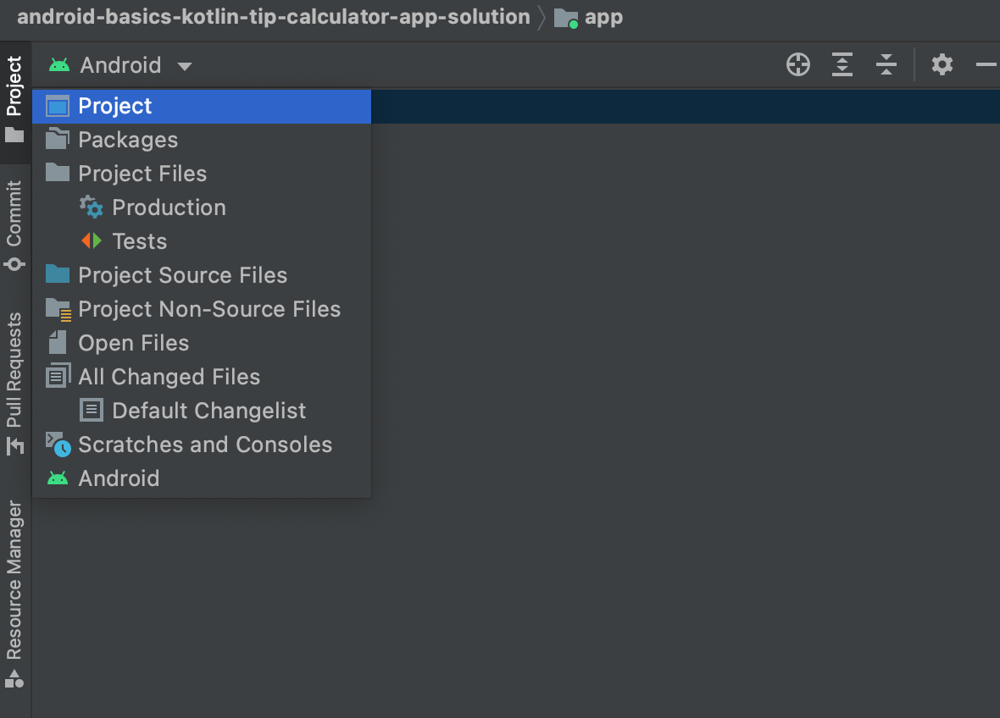 android-basics-kotlin-tip-calculator-app-solution
app
Android
Project
Packages
Project Files
Production
Tests
Project Source Files
Project Non-Source Files
Open Files
All Changed Files
Default Changelist
Scratches and Consoles
Android
Project
Commit
Pull Requests
Resource Manager